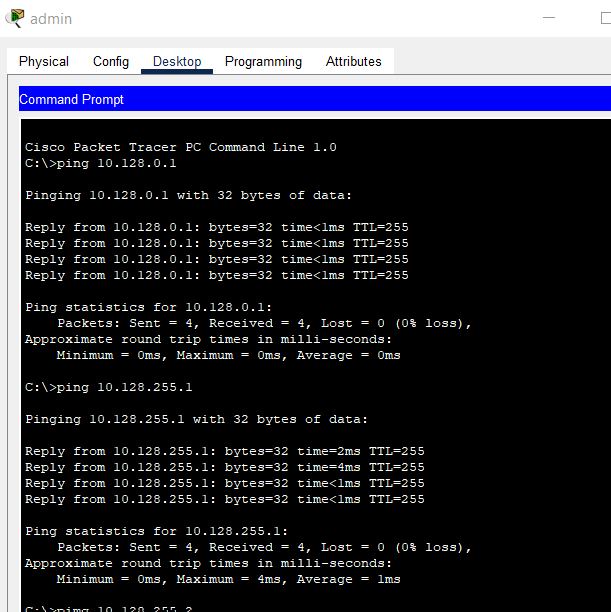 admin
Physical Config Desktop Programming Attributes
Command Prompt
Cisco Packet Tracer PC Command Line 1.0
C:\>ping 10.128.0.1
Pinging 10.128.0.1 with 32 bytes of data:
Reply from 10.128.0.1: bytes=32 time<1ms TTL=255
Reply from 10.128.0.1: bytes=32 time<1ms TTL=255
Reply from 10.128.0.1: bytes=32 time<1ms TTL=255
Reply from 10.128.0.1: bytes=32 time<1ms TTL=255
Ping statistics for 10.128.0.1:
Packets: Sent = 4, Received = 4, Lost = 0 (0% loss),
Approximate round trip times in milli-seconds:
Minimum = 0ms, Maximum = 0ms, Average = 0ms
C:\>ping 10.128.255.1
Pinging 10.128.255.1 with 32 bytes of data:
Reply from 10.128.255.1: bytes=32 time=2ms TTL=255
Reply from 10.128.255.1: bytes=32 time=4ms TTL=255
Reply from 10.128.255.1: bytes=32 time<1ms TTL=255
Reply from 10.128.255.1: bytes=32 time<1ms TTL=255
Ping statistics for 10.128.255.1:
Packets: Sent = 4, Received = 4, Lost = 0 (0% loss),
Approximate round trip times in milli-seconds:
Minimum = 0ms, Maximum = 4ms, Average = 1ms
C:\>ping 10.128.255.2